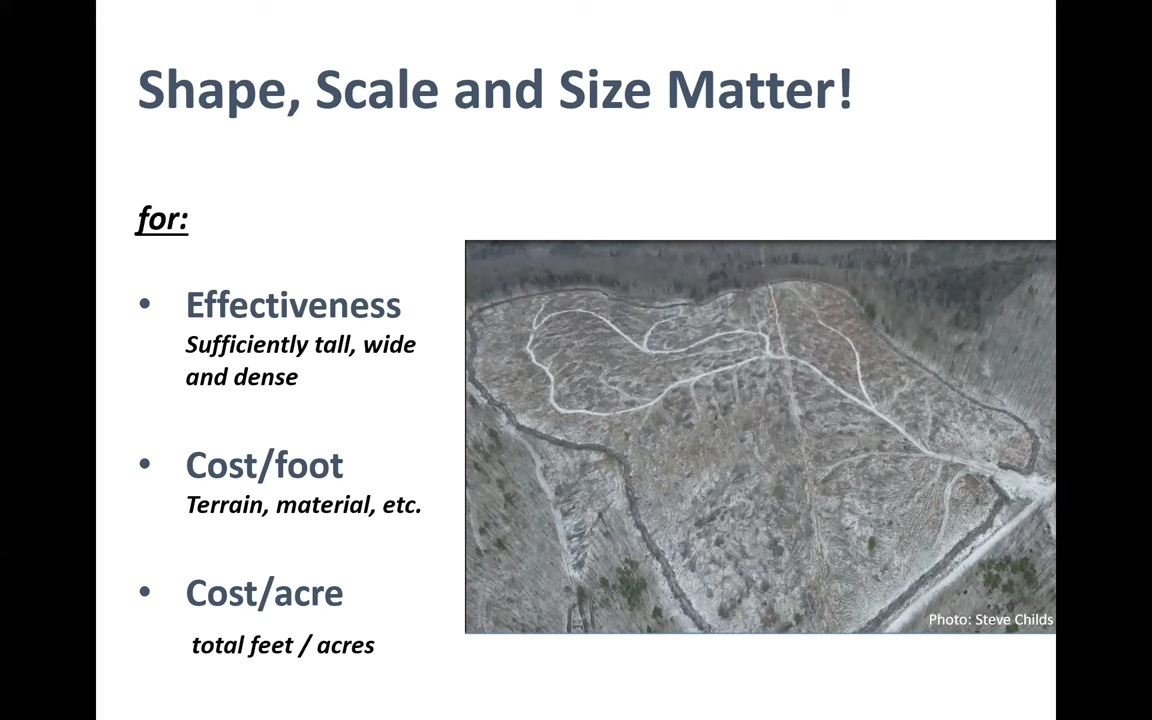 Shape, Scale and Size Matter!
for:
• Effectiveness
Sufficiently tall, wide
and dense
• Cost/foot
Terrain, material, etc.
• Cost/acre
total feet / acres
Photo: Steve Childs